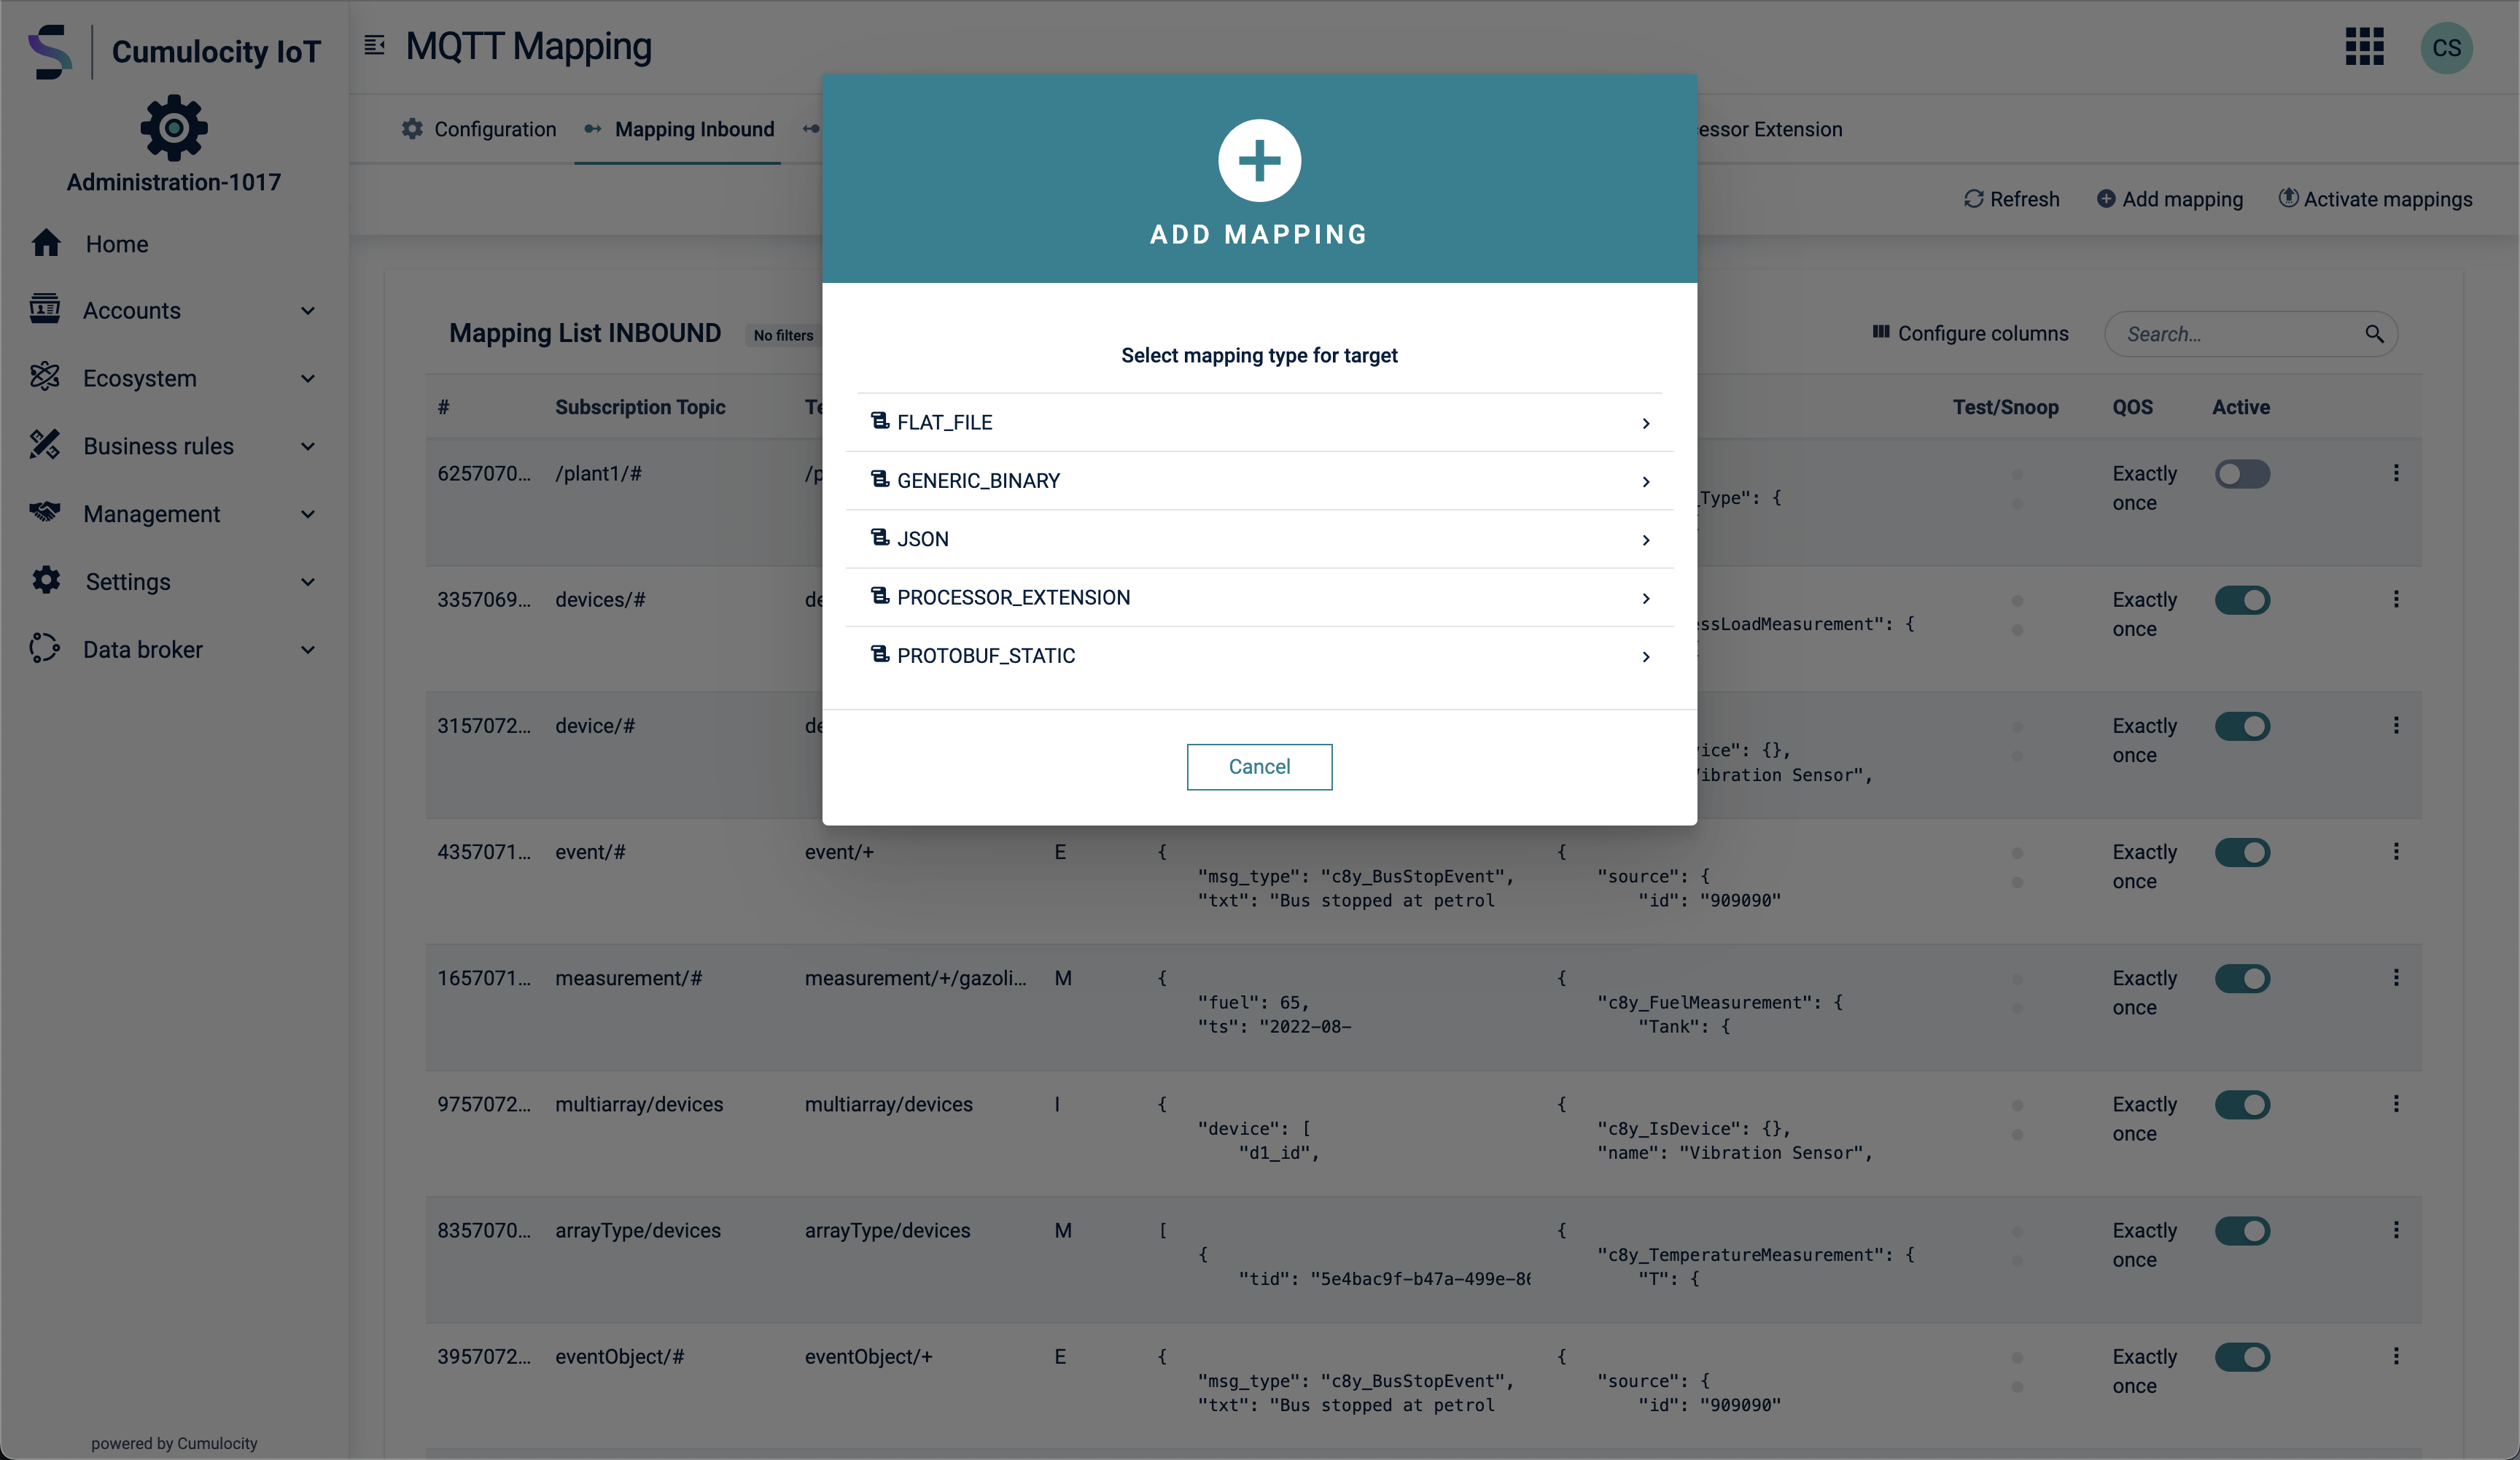 Cumulocity IoT
MQTT Mapping
CS
Administration-1017
Home
Accounts
Ecosystem
Business rules
Management
Settings
Data broker
powered by Cumulocity
Configuration
Mapping Inbound
Extension
Refresh
Add mapping
Activate mappings
ADD MAPPING
Select mapping type for target
FLAT_FILE
GENERIC_BINARY
JSON
PROCESSOR_EXTENSION
PROTOBUF_STATIC
Cancel
Mapping List INBOUND
No filters
Configure columns
Search...
# Subscription Topic Test/Snoop QOS Active
6257070... /plant1/# Exactly once
_Type": {
3357069... devices/# Exactly once
ssLoadMeasurement": {
3157072... device/# Exactly once
ice": {},
ibration Sensor",
4357071... event/# event/+ E { { Exactly once
"msg_type": "c8y_BusStopEvent", "source": {
"txt": "Bus stopped at petrol "id": "909090"
1657071... measurement/# measurement/+/gazoli... M { { Exactly once
"fuel": 65, "c8y_FuelMeasurement": {
"ts": "2022-08- "Tank": {
9757072... multiarray/devices multiarray/devices I { { Exactly once
"device": [ "c8y_IsDevice": {},
"d1_id", "name": "Vibration Sensor",
8357070... arrayType/devices arrayType/devices M [ { Exactly once
{ "c8y_TemperatureMeasurement": {
"tid": "5e4bac9f-b47a-499e-8 "T": {
3957072... eventObject/# eventObject/+ E { { Exactly once
"msg_type": "c8y_BusStopEvent", "source": {
"txt": "Bus stopped at petrol "id": "909090"